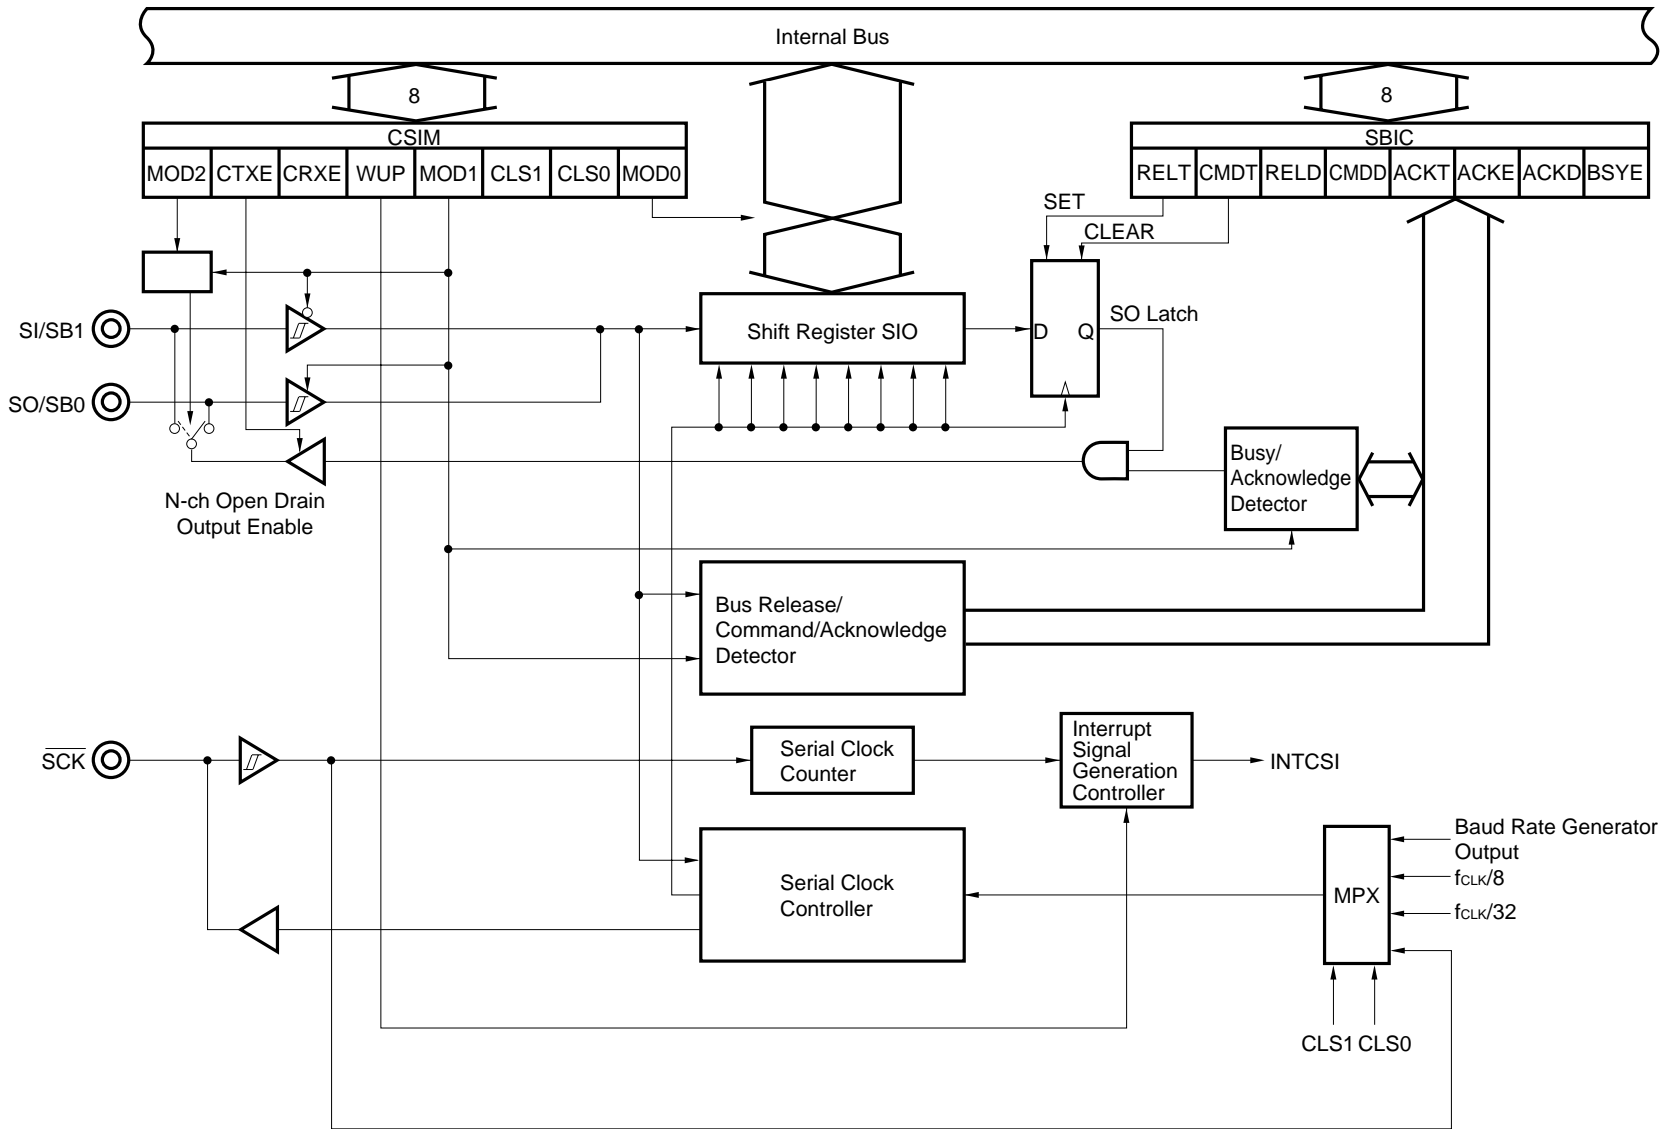 Internal Bus
8
8
CSIM
SBIC
MOD2 CTXE CRXE WUP MOD1 CLS1 CLS0 MOD0
RELT CMDT RELD CMDD ACKT ACKE ACKD BSYE
SET
CLEAR
SI/SB1
Shift Register SIO
D Q
SO Latch
SO/SB0
N-ch Open Drain
Output Enable
Busy/
Acknowledge
Detector
Bus Release/
Command/Acknowledge
Detector
SCK
Serial Clock
Counter
Interrupt
Signal
Generation
Controller
INTCSI
Serial Clock
Controller
MPX
Baud Rate Generator
Output
fCLK/8
fCLK/32
CLS1 CLS0